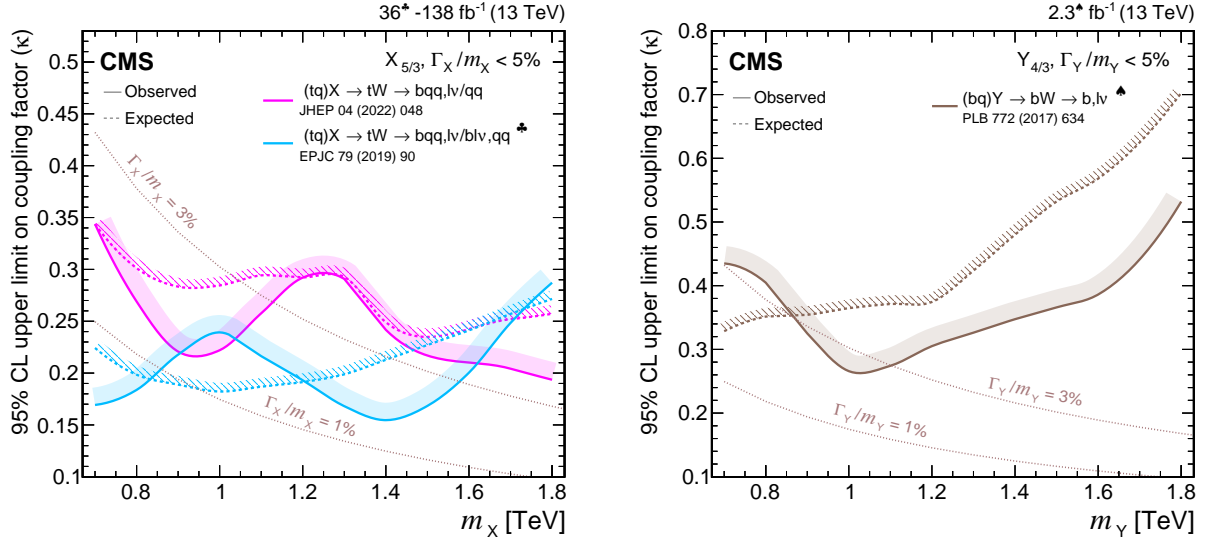 36♣ -138 fb-1 (13 TeV)
CMS
X5/3, ΓX/mX < 5%
Observed
Expected
(tq)X → tW → bqq,lν/qq
JHEP 04 (2022) 048
(tq)X → tW → bqq,lν/blν,qq ♣
EPJC 79 (2019) 90
ΓX/mX = 3%
ΓX/mX = 1%
95% CL upper limit on coupling factor (κ)
0.5
0.45
0.4
0.35
0.3
0.25
0.2
0.15
0.1
0.8 1 1.2 1.4 1.6 1.8
mX [TeV]
2.3♠ fb-1 (13 TeV)
CMS
Y4/3, ΓY/mY < 5%
Observed
Expected
(bq)Y → bW → b,lν ♠
PLB 772 (2017) 634
ΓY/mY = 3%
ΓY/mY = 1%
95% CL upper limit on coupling factor (κ)
0.8
0.7
0.6
0.5
0.4
0.3
0.2
0.1
0.8 1 1.2 1.4 1.6 1.8
mY [TeV]